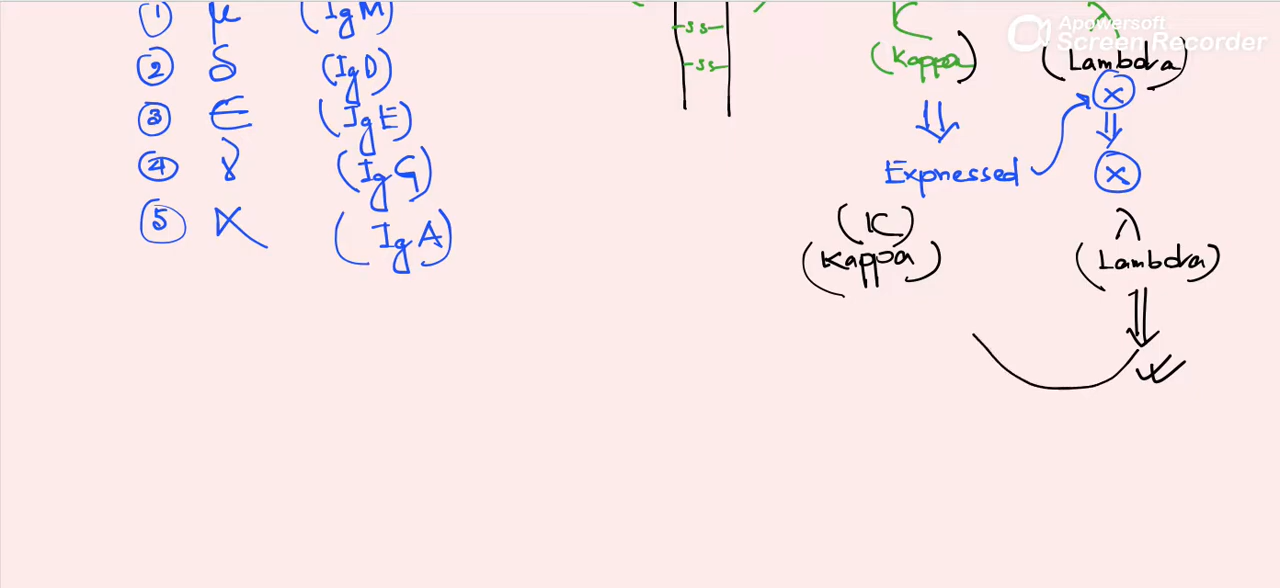 ① μ (IgM)
② δ (IgD)
③ ∈ (IgE)
④ γ (IgG)
⑤ α (IgA)
-s s-
-ss-
K
(Kappa)
Expressed
(K)
(Kappa)
λ
(Lambda)
X
X
λ
(Lambda)
Apowersoft
Screen Recorder